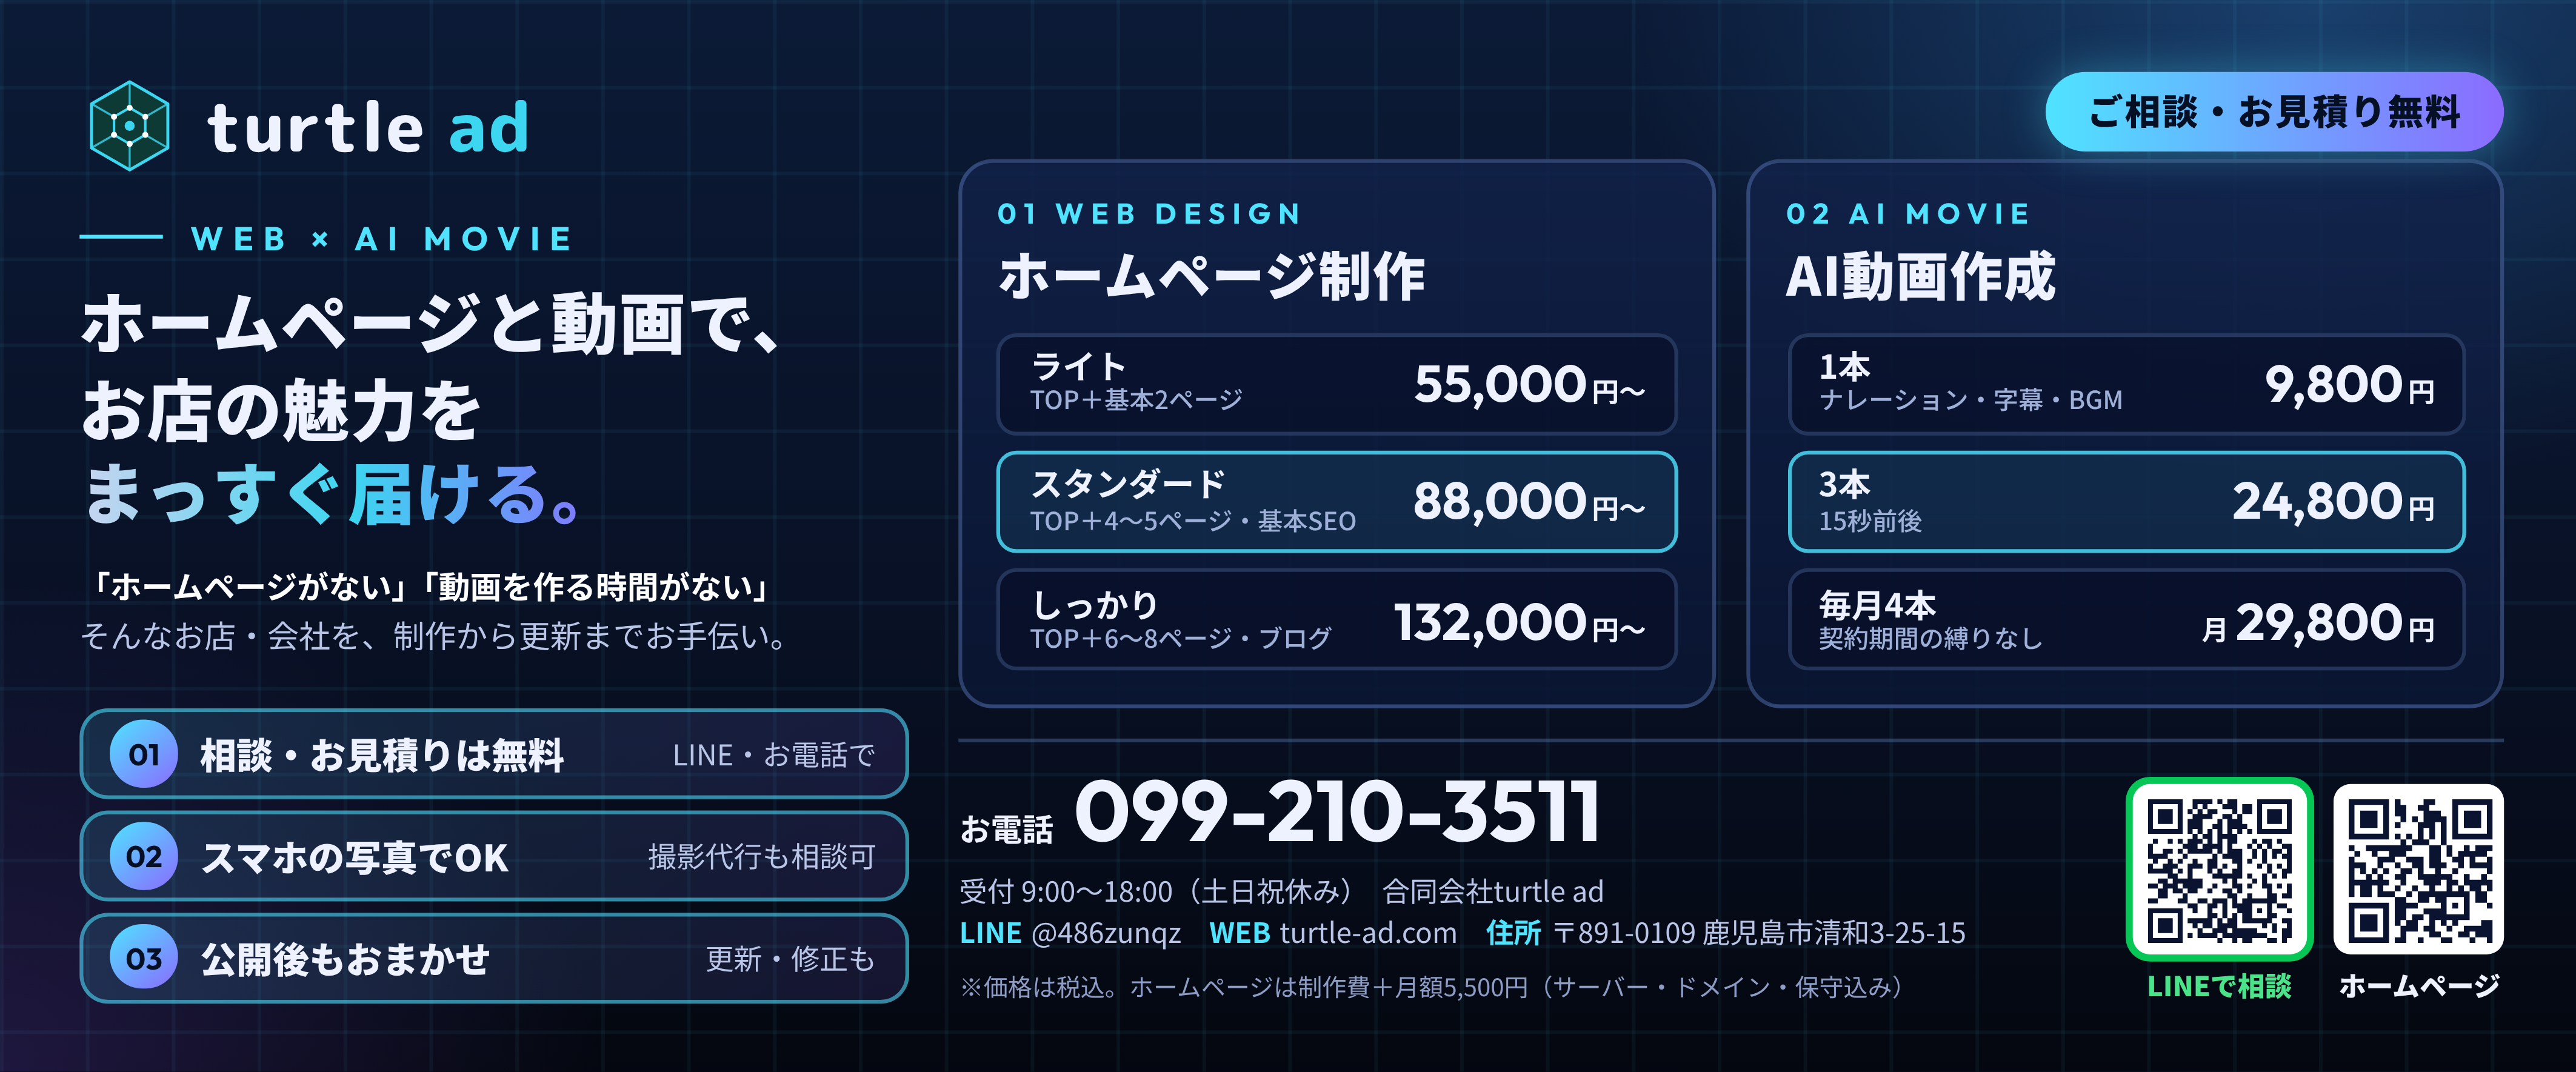 turtle ad
WEB × AI MOVIE
ホームページと動画で、
お店の魅力を
まっすぐ届ける。
「ホームページがない」「動画を作る時間がない」
そんなお店・会社を、制作から更新までお手伝い。
01 相談・お見積りは無料 LINE・お電話で
02 スマホの写真でOK 撮影代行も相談可
03 公開後もおまかせ 更新・修正も
ご相談・お見積り無料
01 WEB DESIGN
ホームページ制作
ライト
TOP＋基本2ページ
55,000円〜
スタンダード
TOP＋4〜5ページ・基本SEO
88,000円〜
しっかり
TOP＋6〜8ページ・ブログ
132,000円〜
02 AI MOVIE
AI動画作成
1本
ナレーション・字幕・BGM
9,800円
3本
15秒前後
24,800円
毎月4本
契約期間の縛りなし
月29,800円
お電話 099-210-3511
受付 9:00〜18:00（土日祝休み） 合同会社turtle ad
LINE @486zunqz WEB turtle-ad.com 住所 〒891-0109 鹿児島市清和3-25-15
※価格は税込。ホームページは制作費＋月額5,500円（サーバー・ドメイン・保守込み）
LINEで相談
ホームページ